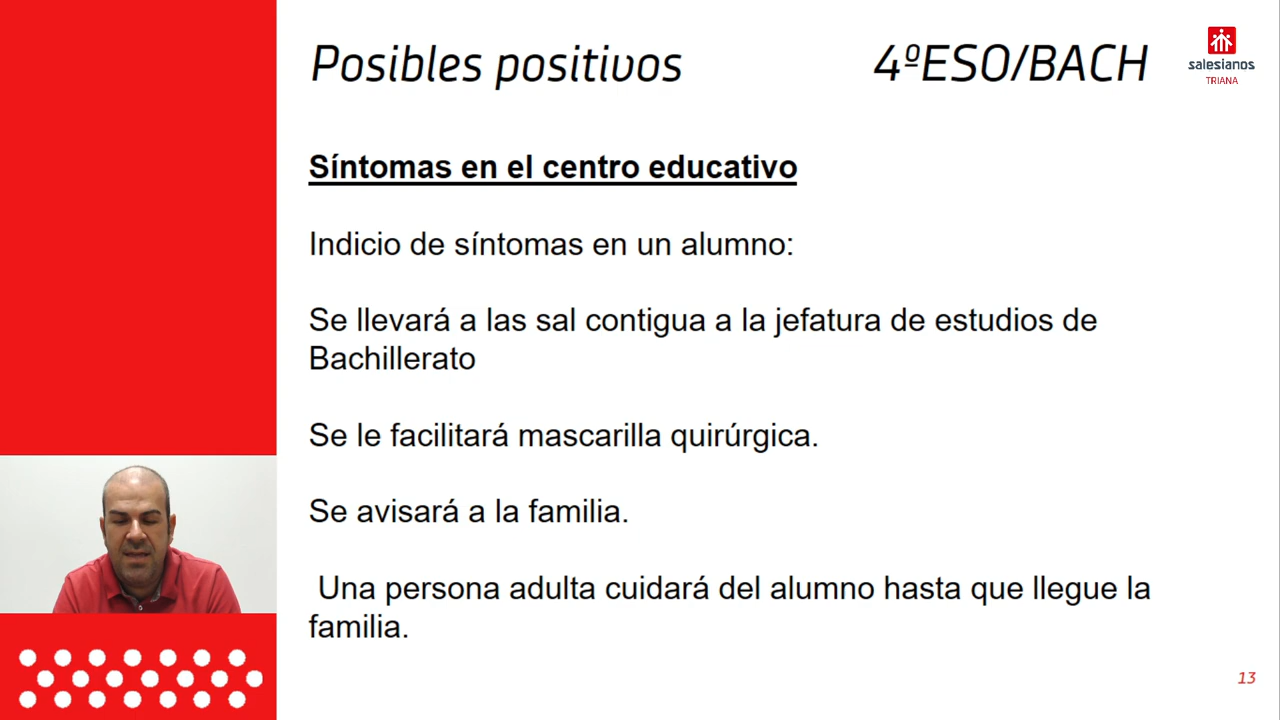 Posibles positivos 4ºESO/BACH
salesianos
TRIANA
Síntomas en el centro educativo
Indicio de síntomas en un alumno:
Se llevará a las sal contigua a la jefatura de estudios de
Bachillerato
Se le facilitará mascarilla quirúrgica.
Se avisará a la familia.
Una persona adulta cuidará del alumno hasta que llegue la
familia.
13